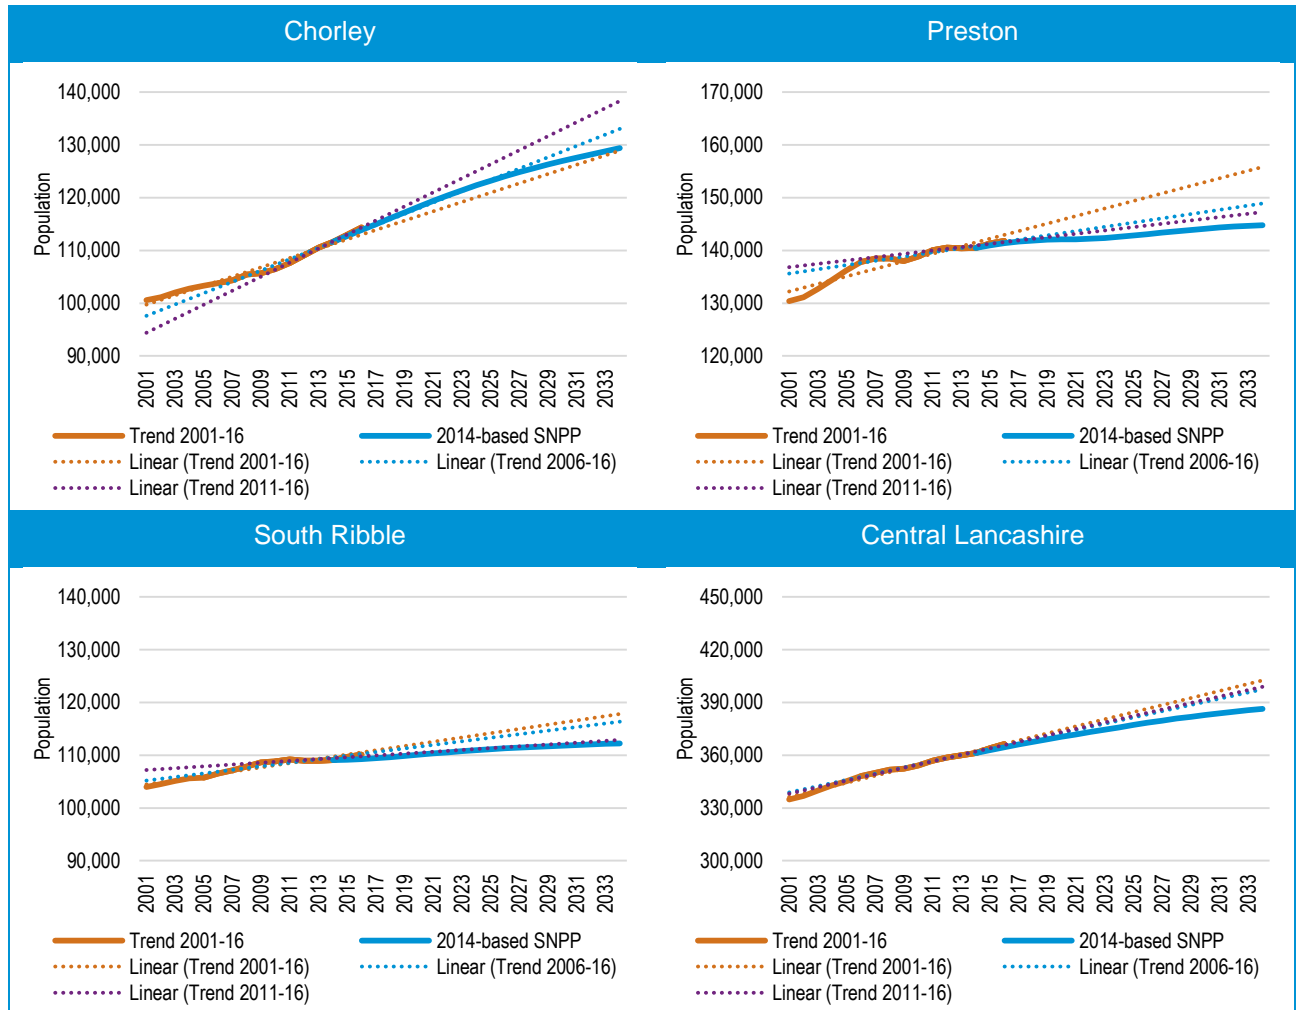 Chorley
Preston
Population
140,000
130,000
120,000
110,000
100,000
90,000
2001 2003 2005 2007 2009 2011 2013 2015 2017 2019 2021 2023 2025 2027 2029 2031 2033
Trend 2001-16 2014-based SNPP
Linear (Trend 2001-16) Linear (Trend 2006-16)
Linear (Trend 2011-16)
Population
170,000
160,000
150,000
140,000
130,000
120,000
2001 2003 2005 2007 2009 2011 2013 2015 2017 2019 2021 2023 2025 2027 2029 2031 2033
Trend 2001-16 2014-based SNPP
Linear (Trend 2001-16) Linear (Trend 2006-16)
Linear (Trend 2011-16)
South Ribble
Central Lancashire
Population
140,000
130,000
120,000
110,000
100,000
90,000
2001 2003 2005 2007 2009 2011 2013 2015 2017 2019 2021 2023 2025 2027 2029 2031 2033
Trend 2001-16 2014-based SNPP
Linear (Trend 2001-16) Linear (Trend 2006-16)
Linear (Trend 2011-16)
Population
450,000
420,000
390,000
360,000
330,000
300,000
2001 2003 2005 2007 2009 2011 2013 2015 2017 2019 2021 2023 2025 2027 2029 2031 2033
Trend 2001-16 2014-based SNPP
Linear (Trend 2001-16) Linear (Trend 2006-16)
Linear (Trend 2011-16)